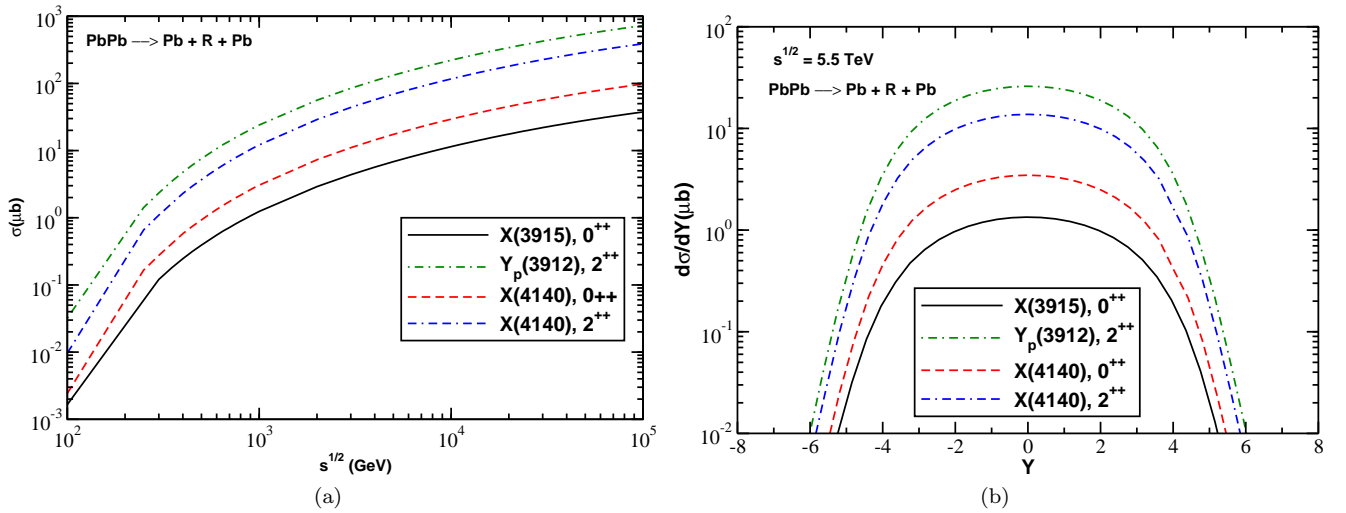 PbPb —> Pb + R + Pb
10^3
10^2
10^1
10^0
10^-1
10^-2
10^-3
σ(μb)
X(3915), 0^++
Y_p(3912), 2^++
X(4140), 0++
X(4140), 2^++
10^2 10^3 10^4 10^5
s^1/2 (GeV)
(a)
s^1/2 = 5.5 TeV
PbPb —> Pb + R + Pb
10^2
10^1
10^0
10^-1
10^-2
dσ/dY(μb)
X(3915), 0^++
Y_p(3912), 2^++
X(4140), 0^++
X(4140), 2^++
-8 -6 -4 -2 0 2 4 6 8
Y
(b)